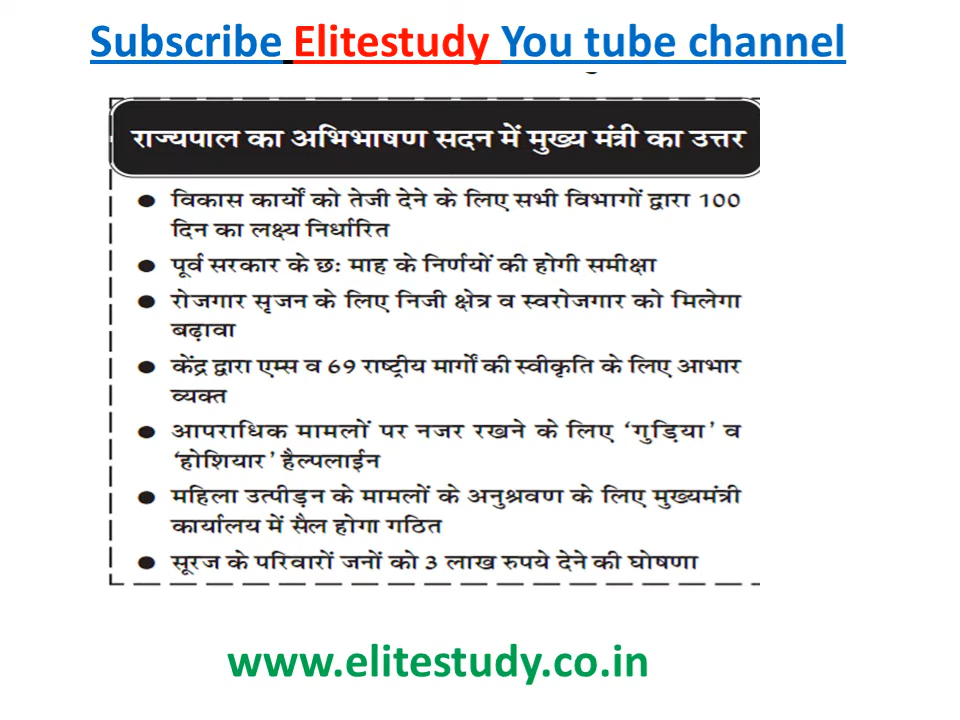 Subscribe Elitestudy You tube channel
राज्यपाल का अभिभाषण सदन में मुख्य मंत्री का उत्तर
● विकास कार्यों को तेजी देने के लिए सभी विभागों द्वारा 100
दिन का लक्ष्य निर्धारित
● पूर्व सरकार के छः माह के निर्णयों की होगी समीक्षा
● रोजगार सृजन के लिए निजी क्षेत्र व स्वरोजगार को मिलेगा
बढ़ावा
● केंद्र द्वारा एम्स व 69 राष्ट्रीय मार्गों की स्वीकृति के लिए आभार
व्यक्त
● आपराधिक मामलों पर नजर रखने के लिए ‘गुड़िया’ व
‘होशियार’ हैल्पलाईन
● महिला उत्पीड़न के मामलों के अनुश्रवण के लिए मुख्यमंत्री
कार्यालय में सैल होगा गठित
● सूरज के परिवारों जनों को 3 लाख रुपये देने की घोषणा
www.elitestudy.co.in